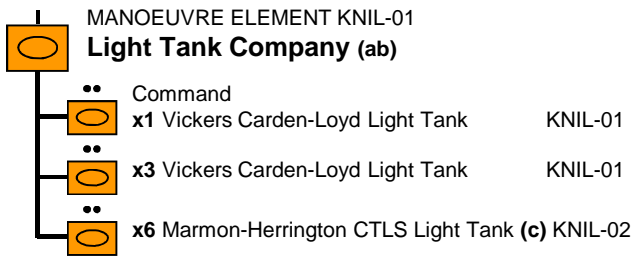 MANOEUVRE ELEMENT KNIL-01
Light Tank Company (ab)
Command
x1 Vickers Carden-Loyd Light Tank KNIL-01
x3 Vickers Carden-Loyd Light Tank KNIL-01
x6 Marmon-Herrington CTLS Light Tank (c) KNIL-02